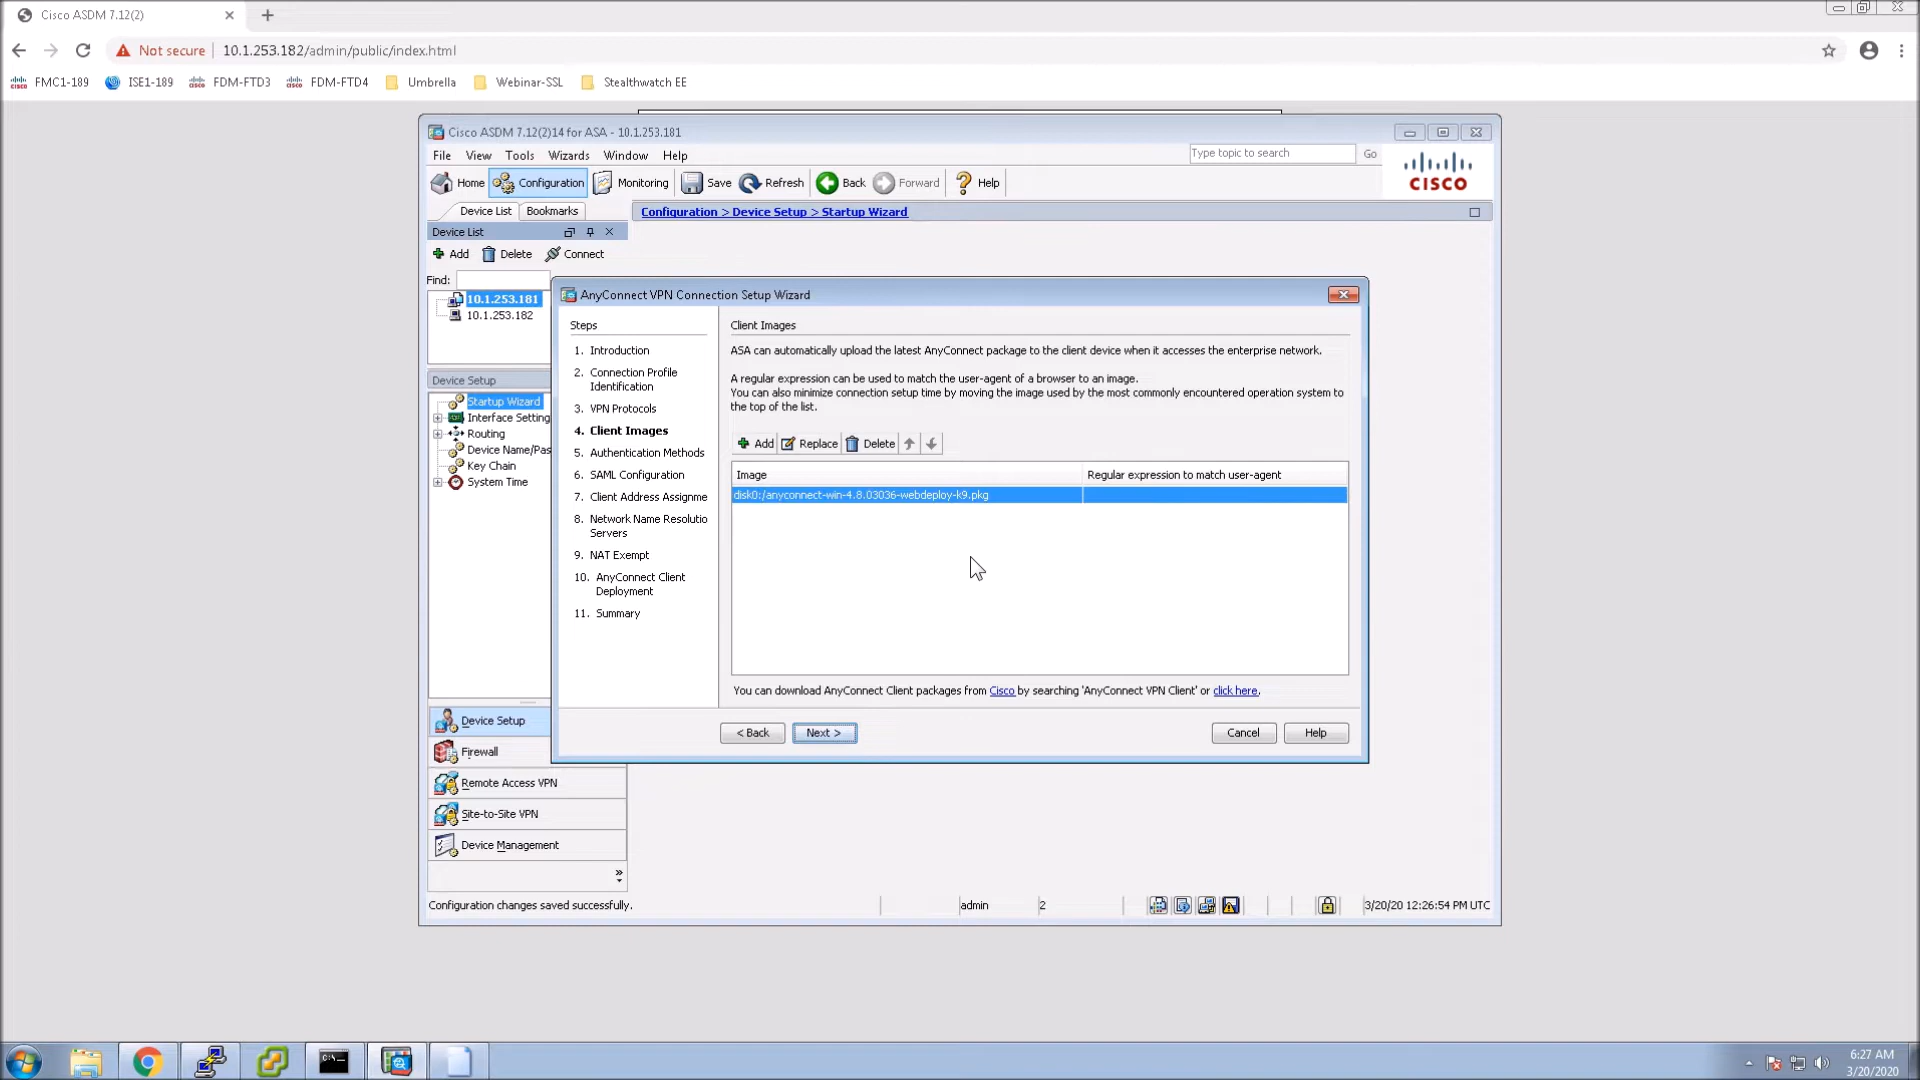 Cisco ASDM 7.12(2)
Not secure
10.1.253.182/admin/public/index.html
FMC1-189
ISE1-189
FDM-FTD3
FDM-FTD4
Umbrella
Webinar-SSL
Stealthwatch EE
Cisco ASDM 7.12(2)14 for ASA - 10.1.253.181
File View Tools Wizards Window Help
Type topic to search
Go
Home Configuration Monitoring Save Refresh Back Forward Help
CISCO
Device List Bookmarks
Configuration > Device Setup > Startup Wizard
Device List
Add Delete Connect
Find:
10.1.253.181
10.1.253.182
Device Setup
Startup Wizard
Interface Setting
Routing
Device Name/Pas
Key Chain
System Time
AnyConnect VPN Connection Setup Wizard
Steps
1. Introduction
2. Connection Profile
Identification
3. VPN Protocols
4. Client Images
5. Authentication Methods
6. SAML Configuration
7. Client Address Assignme
8. Network Name Resolutio
Servers
9. NAT Exempt
10. AnyConnect Client
Deployment
11. Summary
Client Images
ASA can automatically upload the latest AnyConnect package to the client device when it accesses the enterprise network.
A regular expression can be used to match the user-agent of a browser to an image.
You can also minimize connection setup time by moving the image used by the most commonly encountered operation system to
the top of the list.
Add Replace Delete
Image
Regular expression to match user-agent
disk0:/anyconnect-win-4.8.03036-webdeploy-k9.pkg
You can download AnyConnect Client packages from Cisco by searching 'AnyConnect VPN Client' or click here.
< Back Next > Cancel Help
Device Setup
Firewall
Remote Access VPN
Site-to-Site VPN
Device Management
Configuration changes saved successfully.
admin
2
3/20/20 12:26:54 PM UTC
C:\_
6:27 AM
3/20/2020